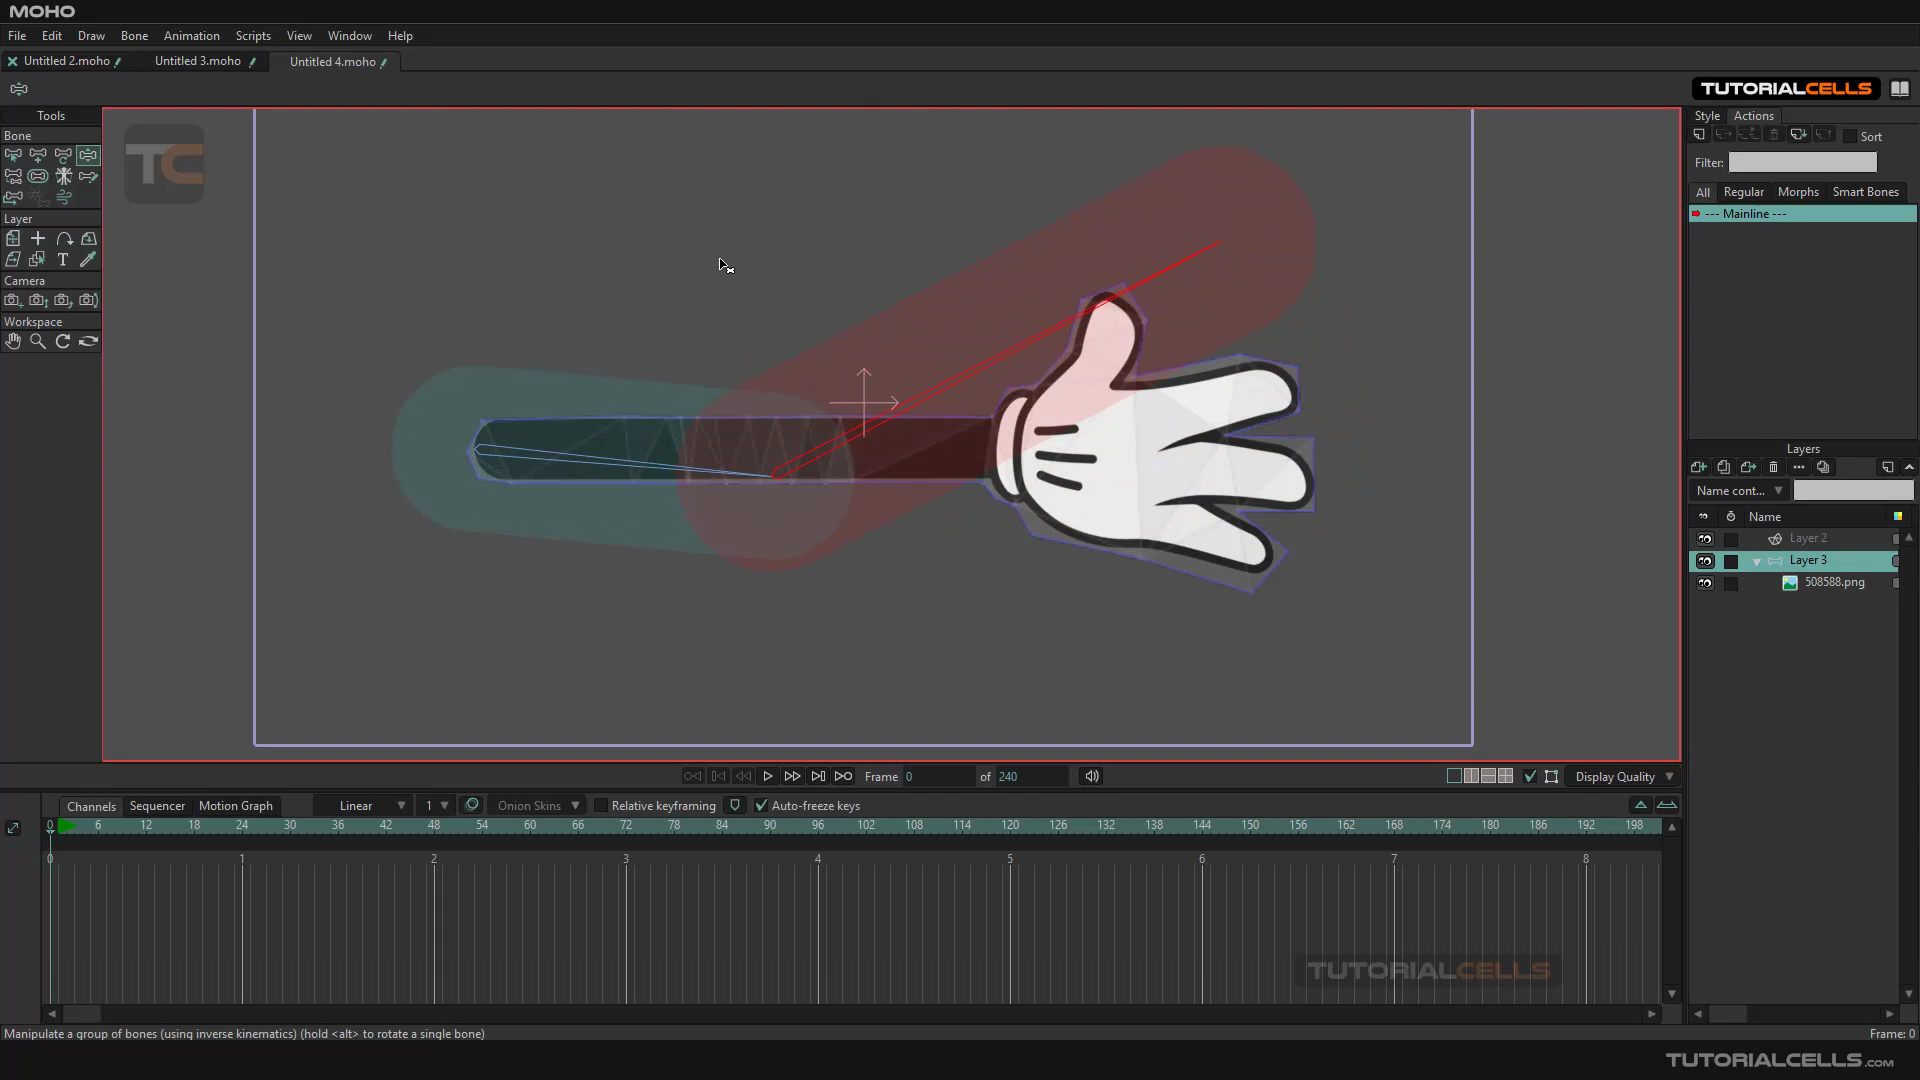 MOHO
File Edit Draw Bone Animation Scripts View Window Help
Untitled 2.moho Untitled 3.moho Untitled 4.moho
TUTORIALCELLS
Tools
Bone
TC
Layer
T
Camera
Workspace
Style Actions
Sort
Filter:
All Regular Morphs Smart Bones
--- Mainline ---
Layers
Name cont...
Name
Layer 2
Layer 3
508588.png
Frame 0 of 240
Display Quality
Channels Sequencer Motion Graph Linear 1 Onion Skins Relative keyframing Auto-freeze keys
0 6 12 18 24 30 36 42 48 54 60 66 72 78 84 90 96 102 108 114 120 126 132 138 144 150 156 162 168 174 180 186 192 198
0 1 2 3 4 5 6 7 8
TUTORIALCELLS
Manipulate a group of bones (using inverse kinematics) (hold <alt> to rotate a single bone)
Frame: 0
TUTORIALCELLS.COM